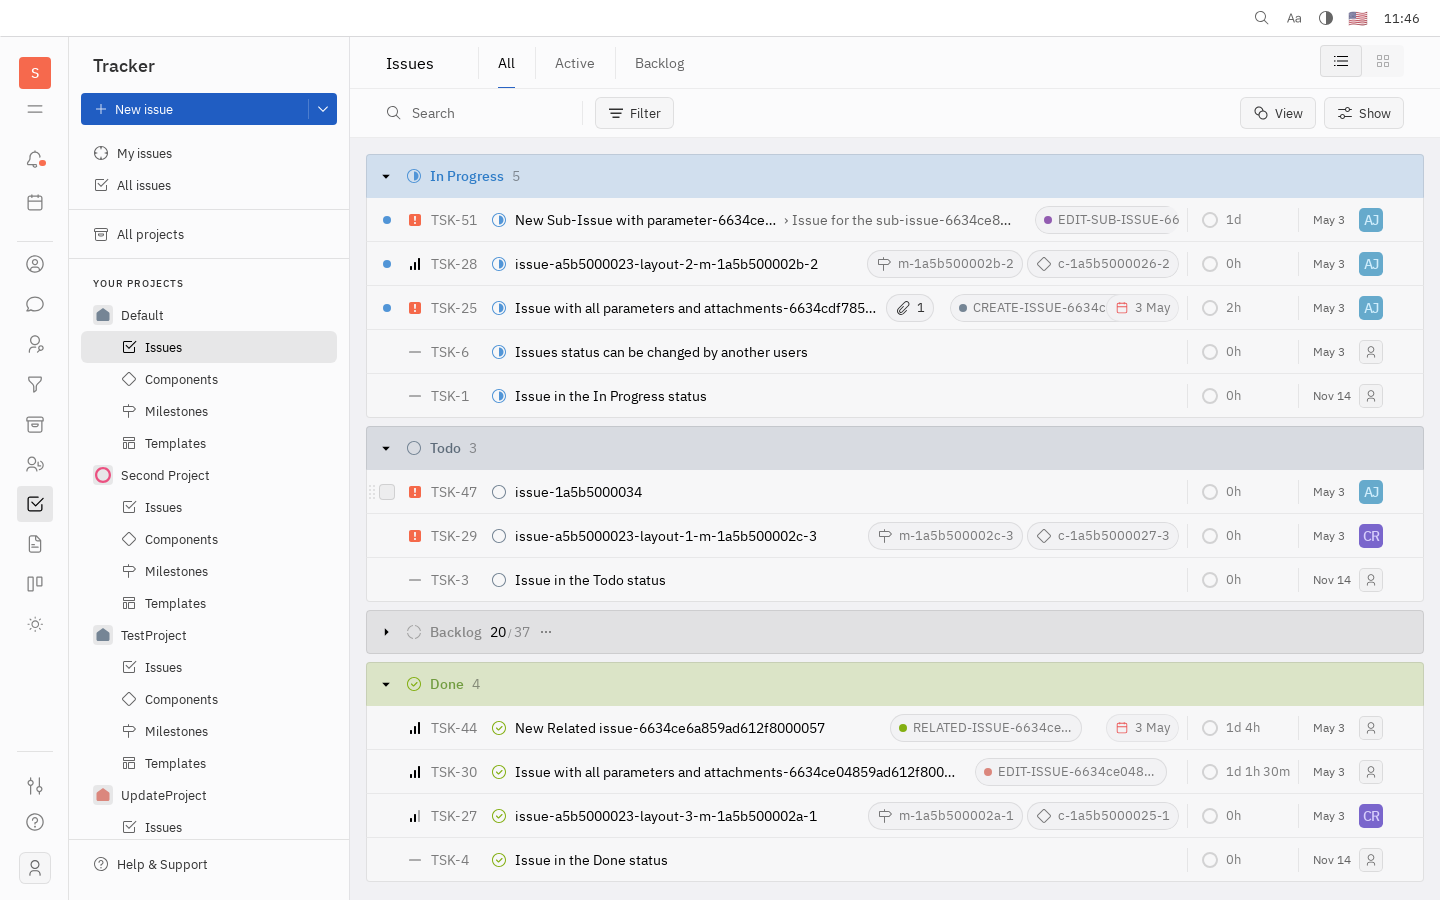 Aa 11:46
S
Tracker
New issue
My issues
All issues
All projects
YOUR PROJECTS
Default
Issues
Components
Milestones
Templates
Second Project
Issues
Components
Milestones
Templates
TestProject
Issues
Components
Milestones
Templates
UpdateProject
Issues
Help & Support
Issues All Active Backlog
Search Filter View Show
In Progress 5
TSK-51 New Sub-Issue with parameter-6634ce... › Issue for the sub-issue-6634ce8... EDIT-SUB-ISSUE-66 1d May 3 AJ
TSK-28 issue-a5b5000023-layout-2-m-1a5b500002b-2 m-1a5b500002b-2 c-1a5b5000026-2 0h May 3 AJ
TSK-25 Issue with all parameters and attachments-6634cdf785... 1 CREATE-ISSUE-6634c 3 May 2h May 3 AJ
TSK-6 Issues status can be changed by another users 0h May 3
TSK-1 Issue in the In Progress status 0h Nov 14
Todo 3
TSK-47 issue-1a5b5000034 0h May 3 AJ
TSK-29 issue-a5b5000023-layout-1-m-1a5b500002c-3 m-1a5b500002c-3 c-1a5b5000027-3 0h May 3 CR
TSK-3 Issue in the Todo status 0h Nov 14
Backlog 20/37 ...
Done 4
TSK-44 New Related issue-6634ce6a859ad612f8000057 RELATED-ISSUE-6634ce... 3 May 1d 4h May 3
TSK-30 Issue with all parameters and attachments-6634ce04859ad612f800... EDIT-ISSUE-6634ce048... 1d 1h 30m May 3
TSK-27 issue-a5b5000023-layout-3-m-1a5b500002a-1 m-1a5b500002a-1 c-1a5b5000025-1 0h May 3 CR
TSK-4 Issue in the Done status 0h Nov 14